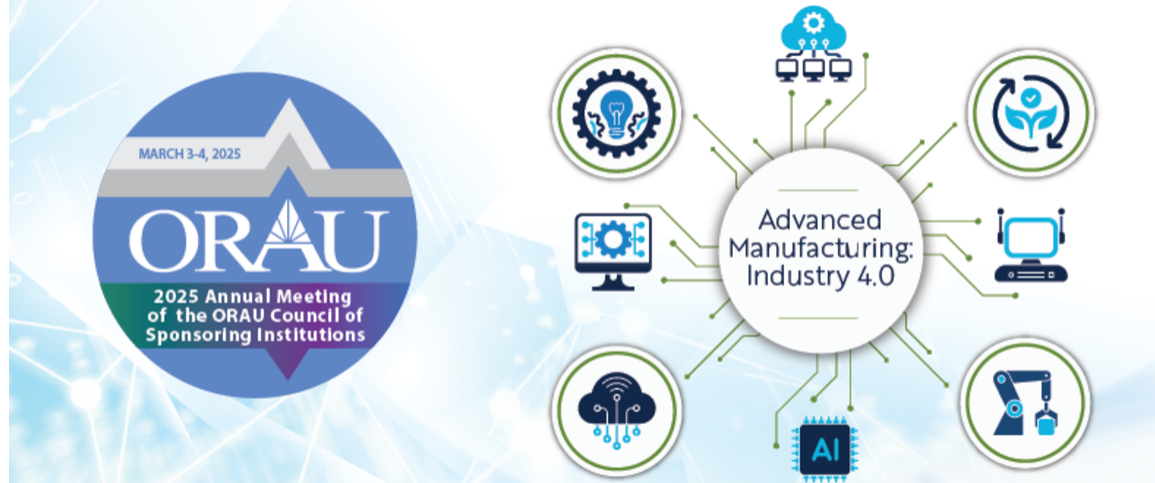 MARCH 3-4, 2025
ORAU
2025 Annual Meeting
of the ORAU Council of
Sponsoring Institutions
Advanced
Manufacturing:
Industry 4.0
AI